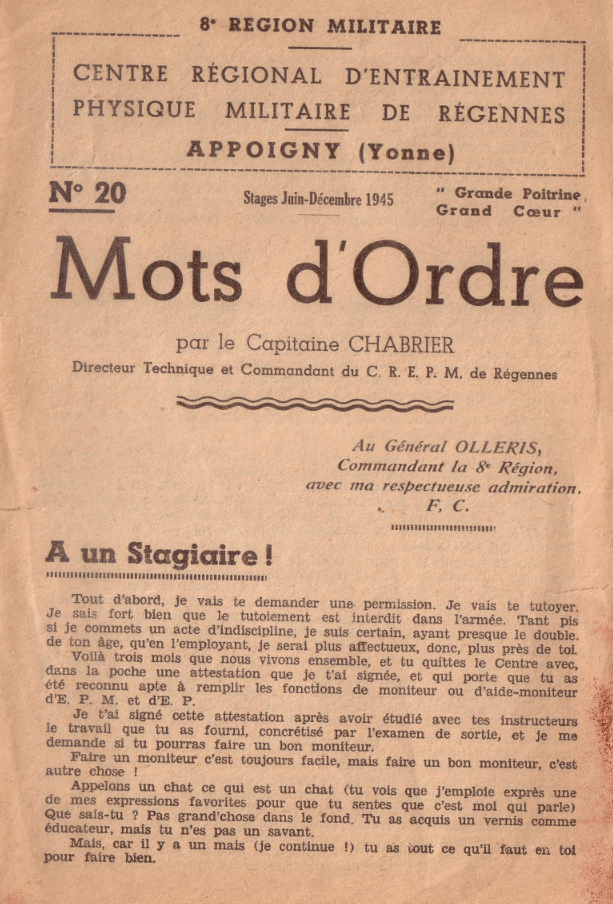 8e REGION MILITAIRE
CENTRE RÉGIONAL D'ENTRAINEMENT
PHYSIQUE MILITAIRE DE RÉGENNES
APPOIGNY (Yonne)
No 20
Stages Juin-Décembre 1945
" Grande Poitrine,
Grand Cœur "
Mots d'Ordre
par le Capitaine CHABRIER
Directeur Technique et Commandant du C. R. E. P. M. de Régennes
Au Général OLLERIS,
Commandant la 8e Région,
avec ma respectueuse admiration.
F. C.
A un Stagiaire !
Tout d'abord, je vais te demander une permission. Je vais te tutoyer.
Je sais fort bien que le tutoiement est interdit dans l'armée. Tant pis
si je commets un acte d'indiscipline, je suis certain, ayant presque le double.
de ton âge, qu'en l'employant, je serai plus affectueux, donc, plus près de toi.
Voilà trois mois que nous vivons ensemble, et tu quittes le Centre avec,
dans la poche une attestation que je t'ai signée, et qui porte que tu as
été reconnu apte à remplir les fonctions de moniteur ou d'aide-moniteur
d'E. P. M. et d'E. P.
Je t'ai signé cette attestation après avoir étudié avec tes instructeurs
le travail que tu as fourni, concrétisé par l'examen de sortie, et je me
demande si tu pourras faire un bon moniteur.
Faire un moniteur c'est toujours facile, mais faire un bon moniteur, c'est
autre chose !
Appelons un chat ce qui est un chat (tu vois que j'emploie exprès une
de mes expressions favorites pour que tu sentes que c'est moi qui parle)
Que sais-tu ? Pas grand'chose dans le fond. Tu as acquis un vernis comme
éducateur, mais tu n'es pas un savant.
Mais, car il y a un mais (je continue !) tu as tout ce qu'il faut en toi
pour faire bien.